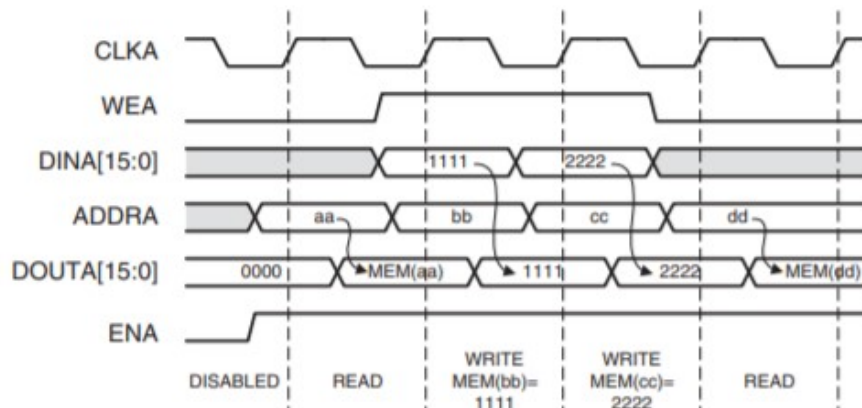 CLKA
WEA
DINA[15:0] 1111 2222
ADDRA aa bb cc dd
DOUTA[15:0] 0000 MEM(aa) 1111 2222 MEM(dd)
ENA
DISABLED READ WRITE MEM(bb)= 1111 WRITE MEM(cc)= 2222 READ